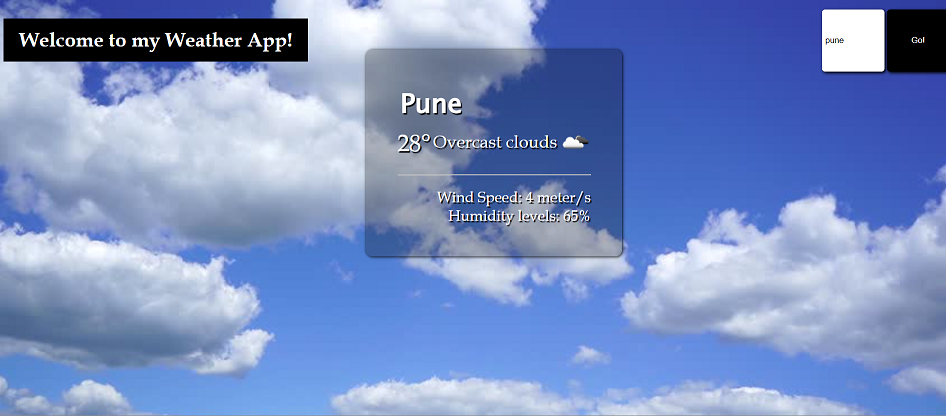 Welcome to my Weather App!
pune
Go!
Pune
28° Overcast clouds
Wind Speed: 4 meter/s
Humidity levels: 65%